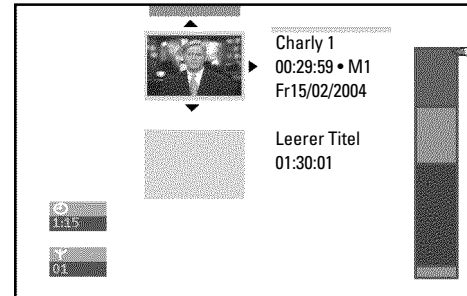 Charly 1
00:29:59 • M1
Fr15/02/2004
Leerer Titel
01:30:01
1:15
01